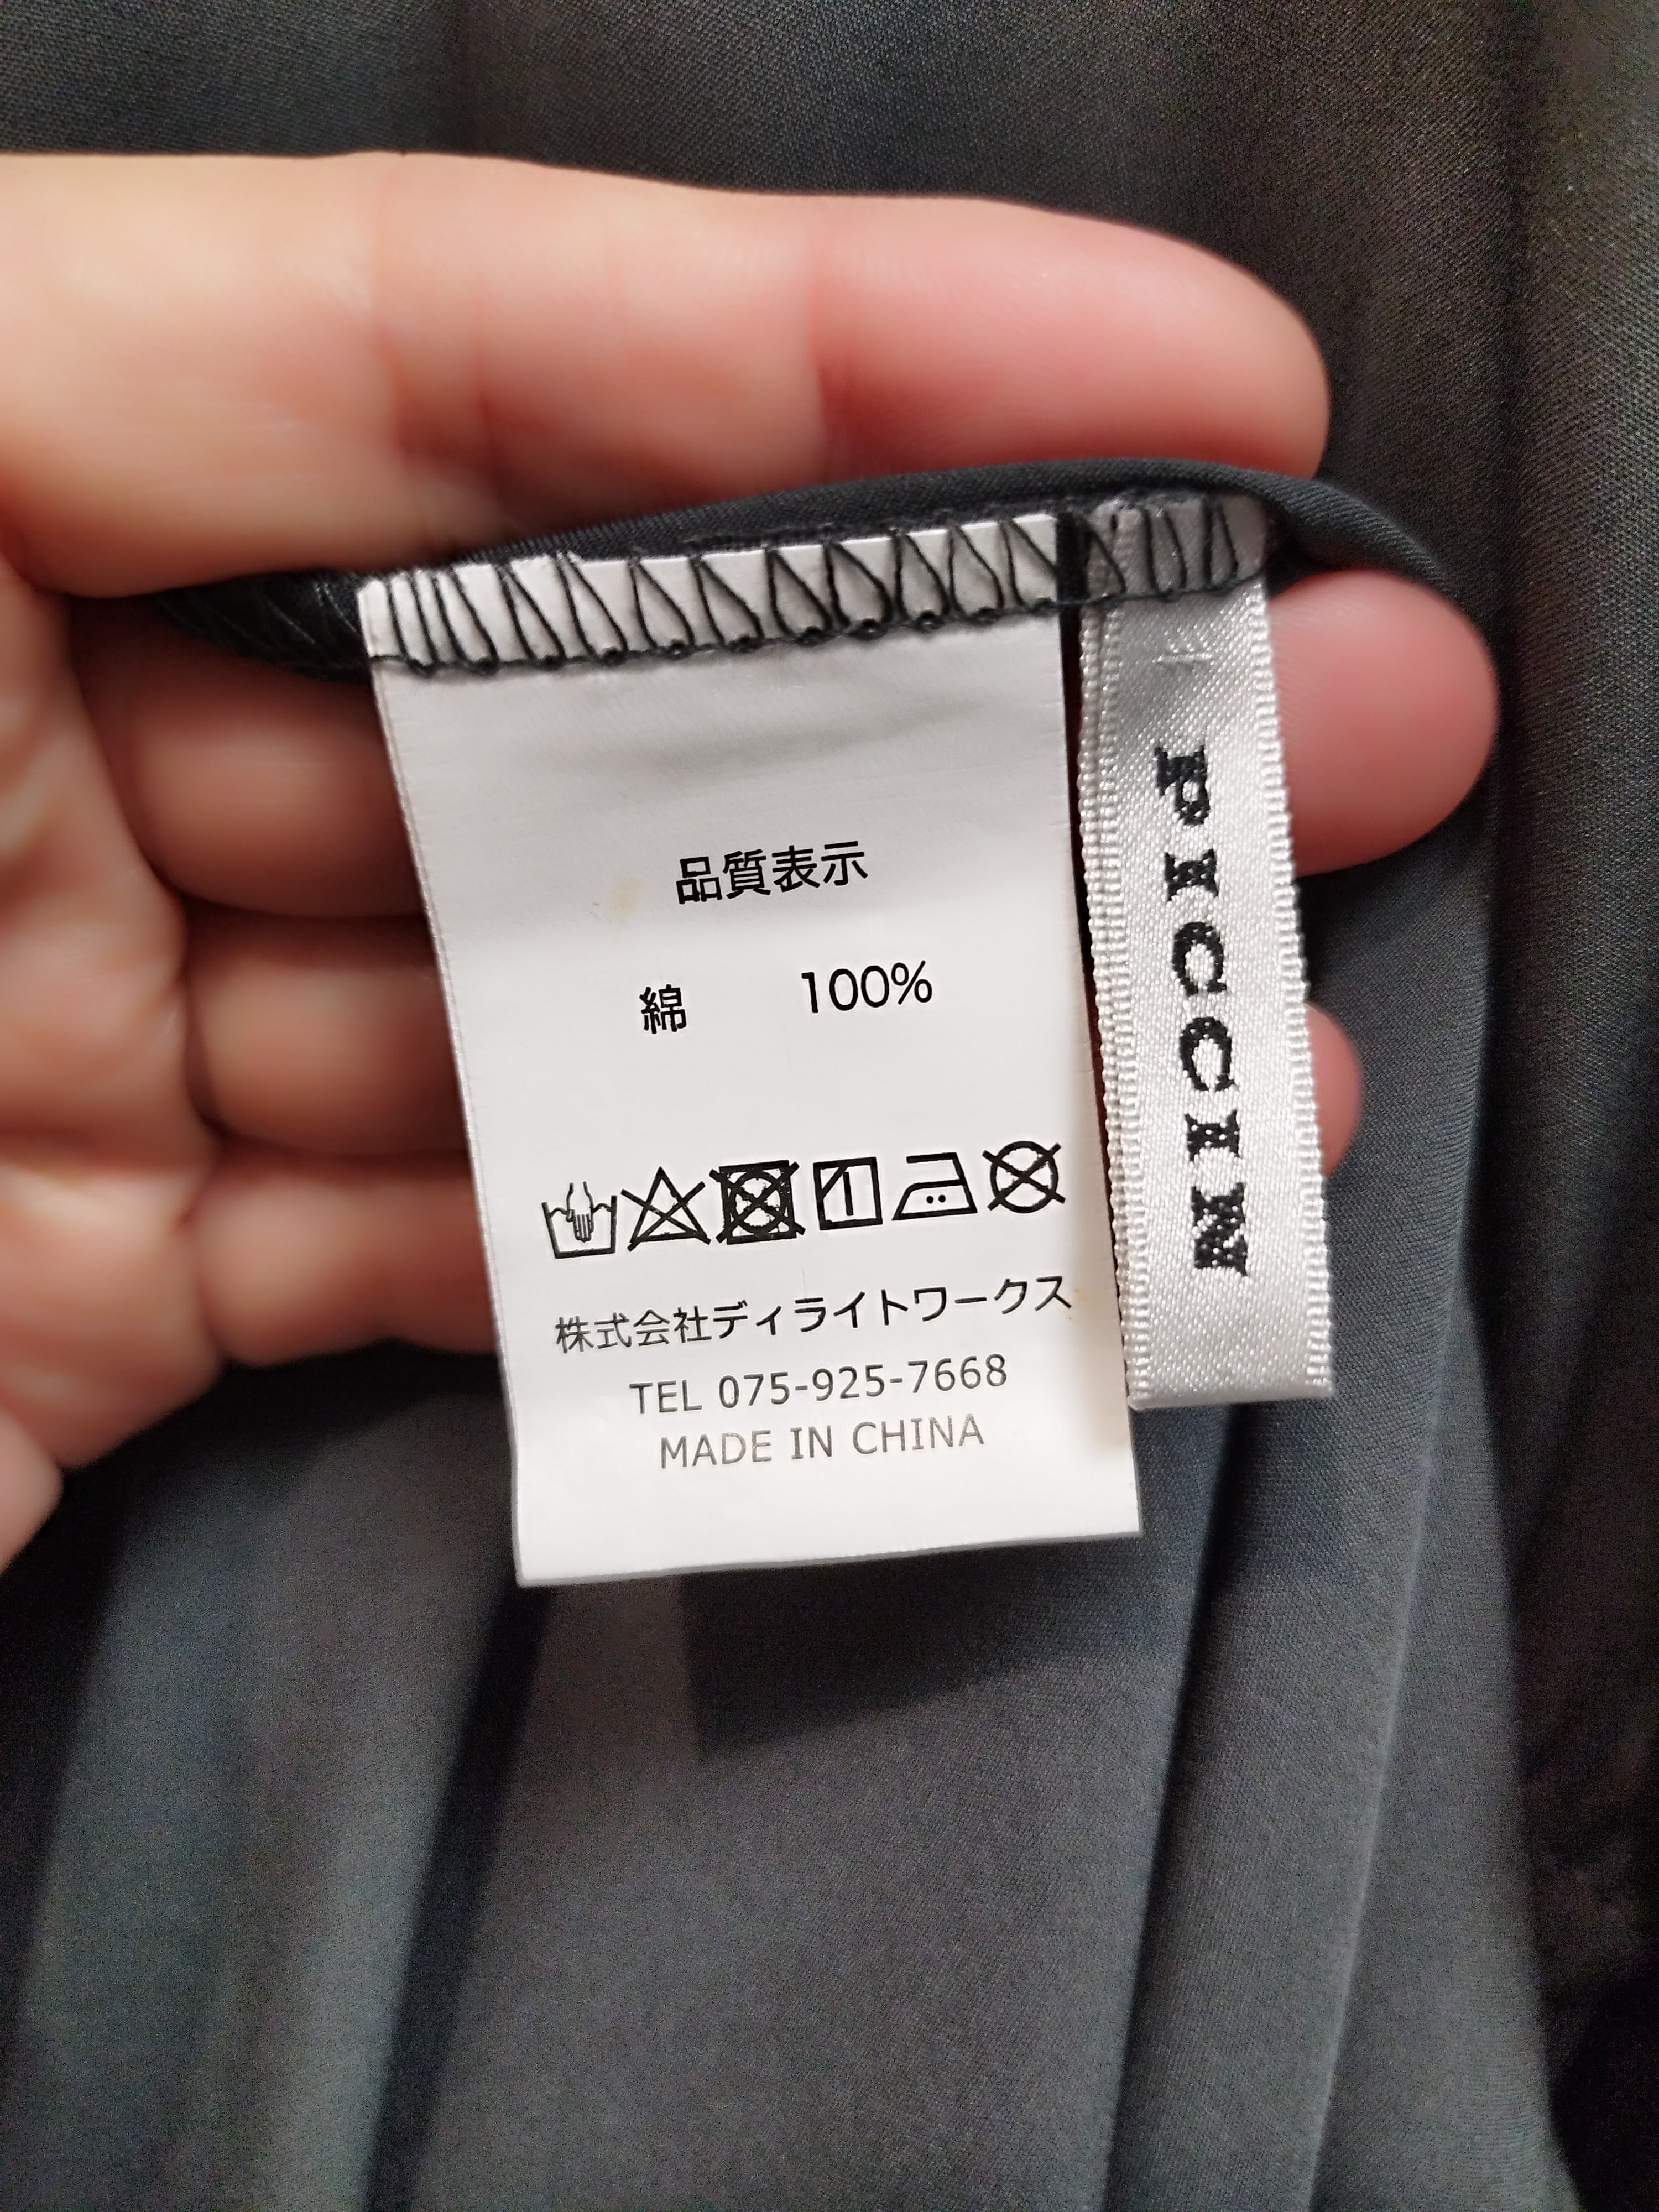 品質表示
綿 100%
株式会社ディライトワークス
TEL 075-925-7668
MADE IN CHINA
PICCIN